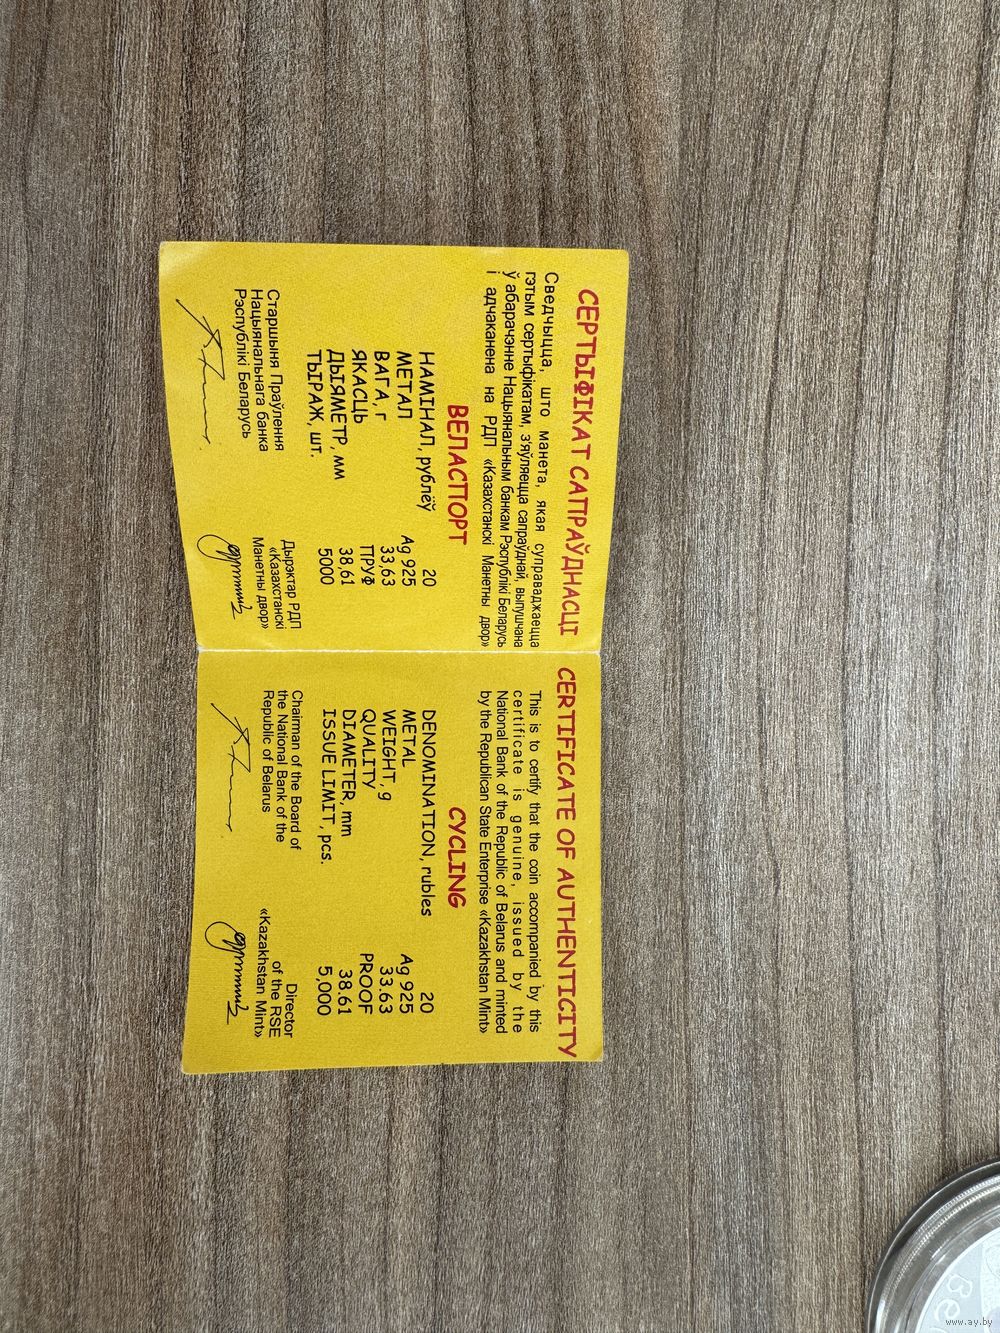 СЕРТЫФІКАТ САПРАЎДНАСЦІ
Сведчыцца, што манета, якая суправаджаецца
гэтым сертыфікатам, з'яўляецца сапраўднай, выпушчана
ў абарачэнне Нацыянальным банкам Рэспублікі Беларусь
і адчаканена на РДП «Казахстанскі Манетны двор»
ВЕЛАСПОРТ
НАМІНАЛ, рублёў 20
МЕТАЛ Ag 925
ВАГА, г 33,63
ЯКАСЦЬ ПРУФ
ДЫЯМЕТР, мм 38,61
ТЫРАЖ, шт. 5000
Старшыня Праўлення
Нацыянальнага банка
Рэспублікі Беларусь
Дырэктар РДП
«Казахстанскі
Манетны двор»
CERTIFICATE OF AUTHENTICITY
This is to certify that the coin accompanied by this
certificate is genuine, issued by the
National Bank of the Republic of Belarus and minted
by the Republican State Enterprise «Kazakhstan Mint»
CYCLING
DENOMINATION, rubles 20
METAL Ag 925
WEIGHT, g 33.63
QUALITY PROOF
DIAMETER, mm 38.61
ISSUE LIMIT, pcs. 5,000
Chairman of the Board of
the National Bank of the
Republic of Belarus
Director
of the RSE
«Kazakhstan Mint»
www.ay.by